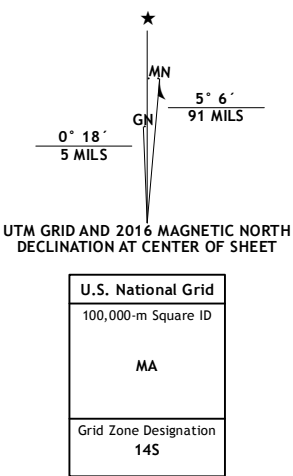 MN
GN
5° 6´
91 MILS
0° 18´
5 MILS
UTM GRID AND 2016 MAGNETIC NORTH
DECLINATION AT CENTER OF SHEET
U.S. National Grid
100,000-m Square ID
MA
Grid Zone Designation
14S